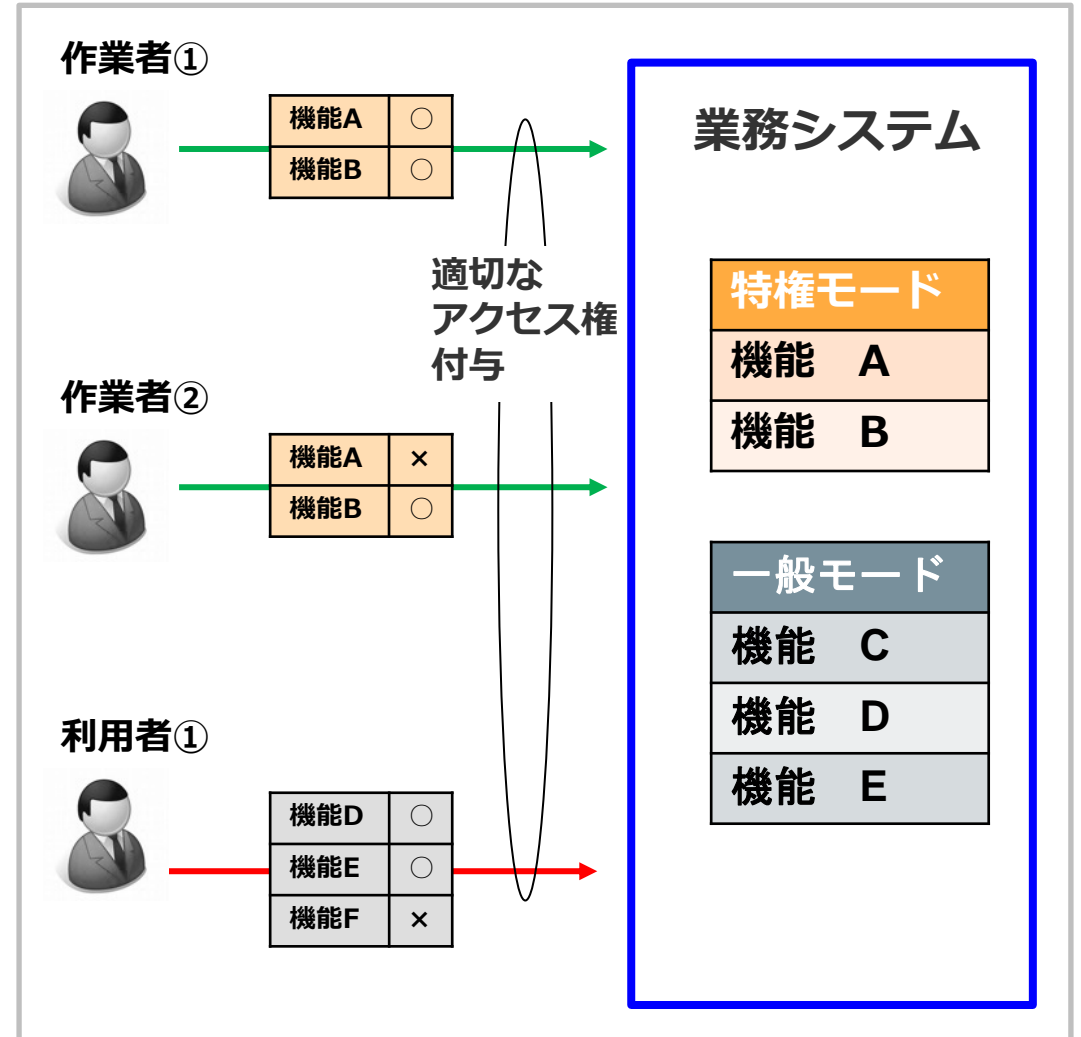 作業者①
機能A ○
機能B ○
適切な
アクセス権
付与
作業者②
機能A ×
機能B ○
利用者①
機能D ○
機能E ○
機能F ×
業務システム
特権モード
機能　A
機能　B
一般モード
機能　C
機能　D
機能　E